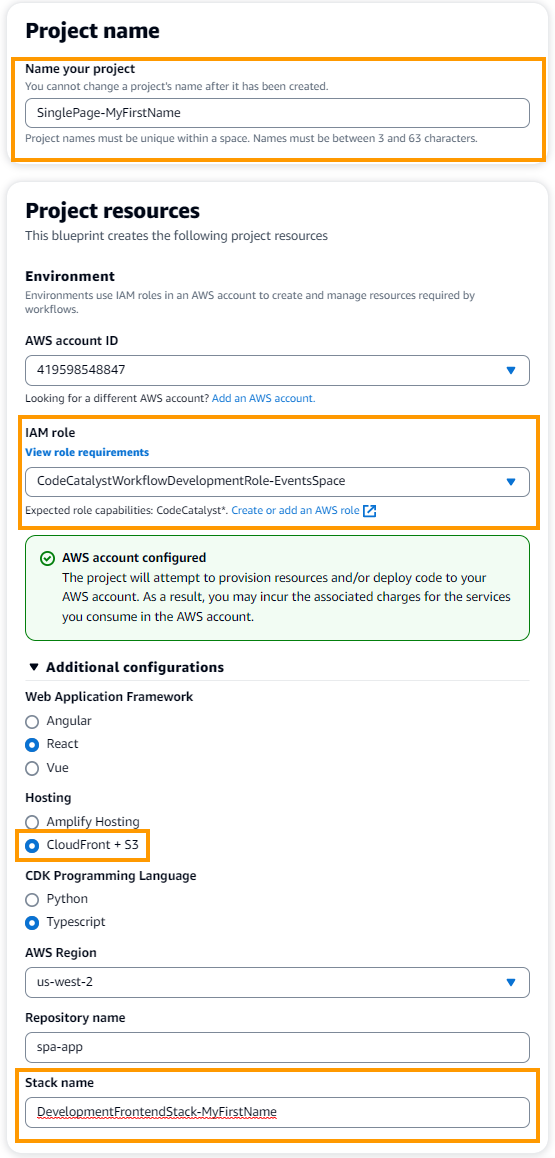 Project name
Name your project
You cannot change a project's name after it has been created.
SinglePage-MyFirstName
Project names must be unique within a space. Names must be between 3 and 63 characters.
Project resources
This blueprint creates the following project resources
Environment
Environments use IAM roles in an AWS account to create and manage resources required by
workflows.
AWS account ID
419598548847
Looking for a different AWS account? Add an AWS account.
IAM role
View role requirements
CodeCatalystWorkflowDevelopmentRole-EventsSpace
Expected role capabilities: CodeCatalyst*. Create or add an AWS role
AWS account configured
The project will attempt to provision resources and/or deploy code to your
AWS account. As a result, you may incur the associated charges for the services
you consume in the AWS account.
Additional configurations
Web Application Framework
Angular
React
Vue
Hosting
Amplify Hosting
CloudFront + S3
CDK Programming Language
Python
Typescript
AWS Region
us-west-2
Repository name
spa-app
Stack name
DevelopmentFrontendStack-MyFirstName